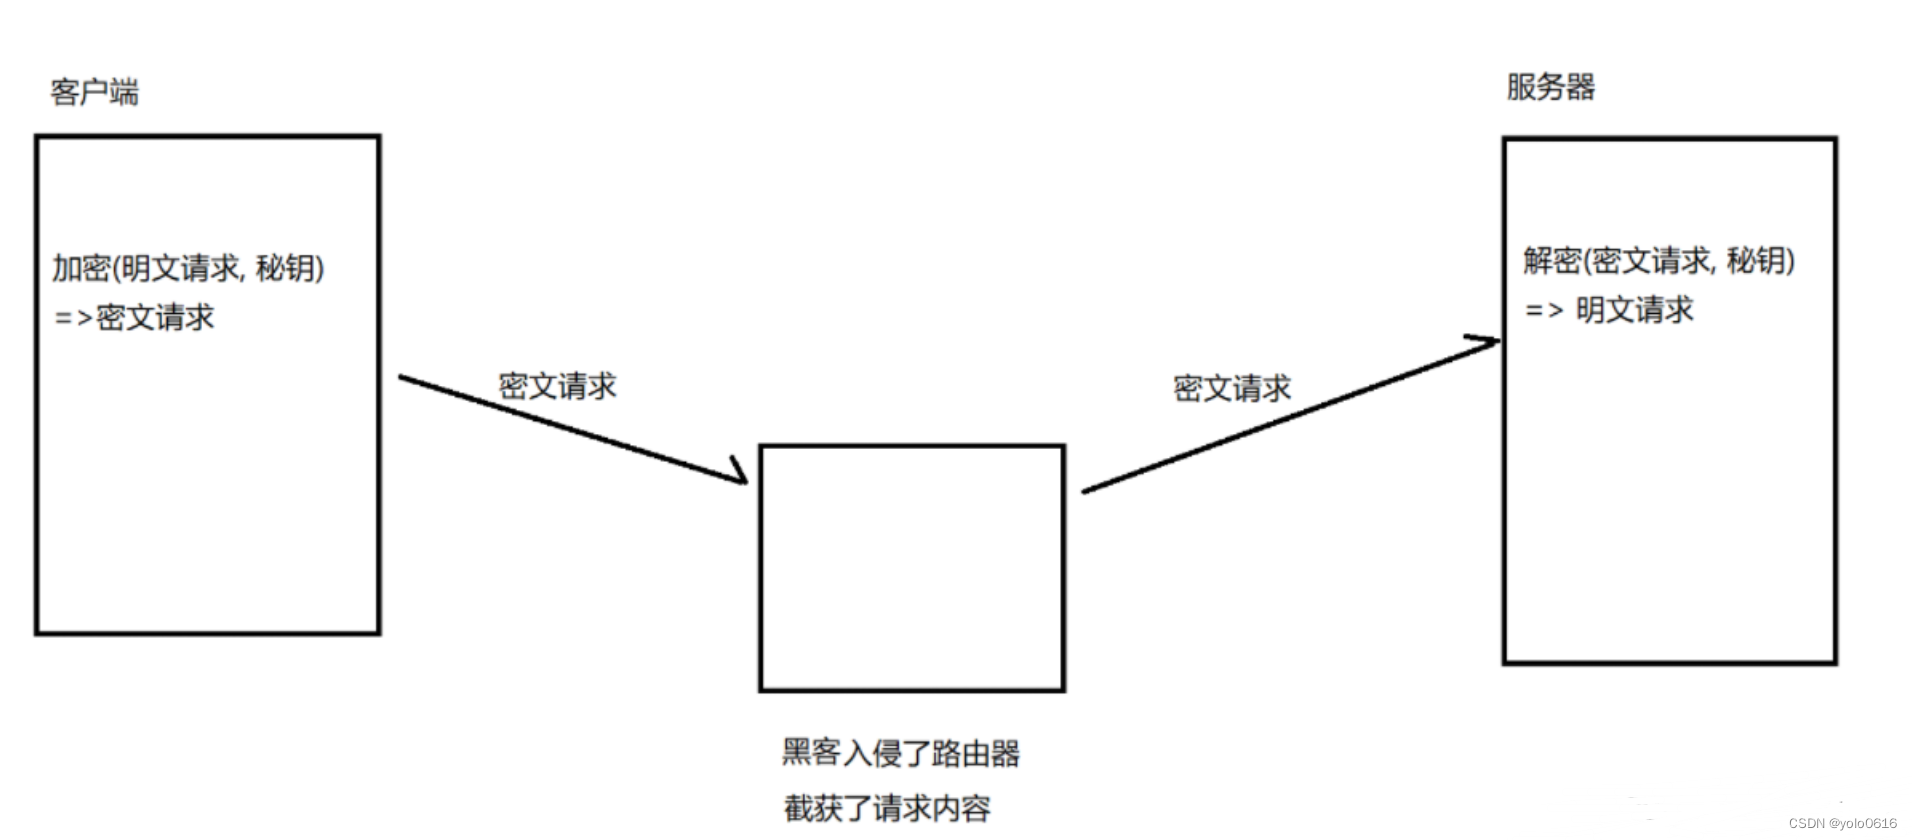 客户端
服务器
加密(明文请求, 秘钥)
=>密文请求
解密(密文请求, 秘钥)
=> 明文请求
密文请求
密文请求
黑客入侵了路由器
截获了请求内容
CSDN @yolo0616